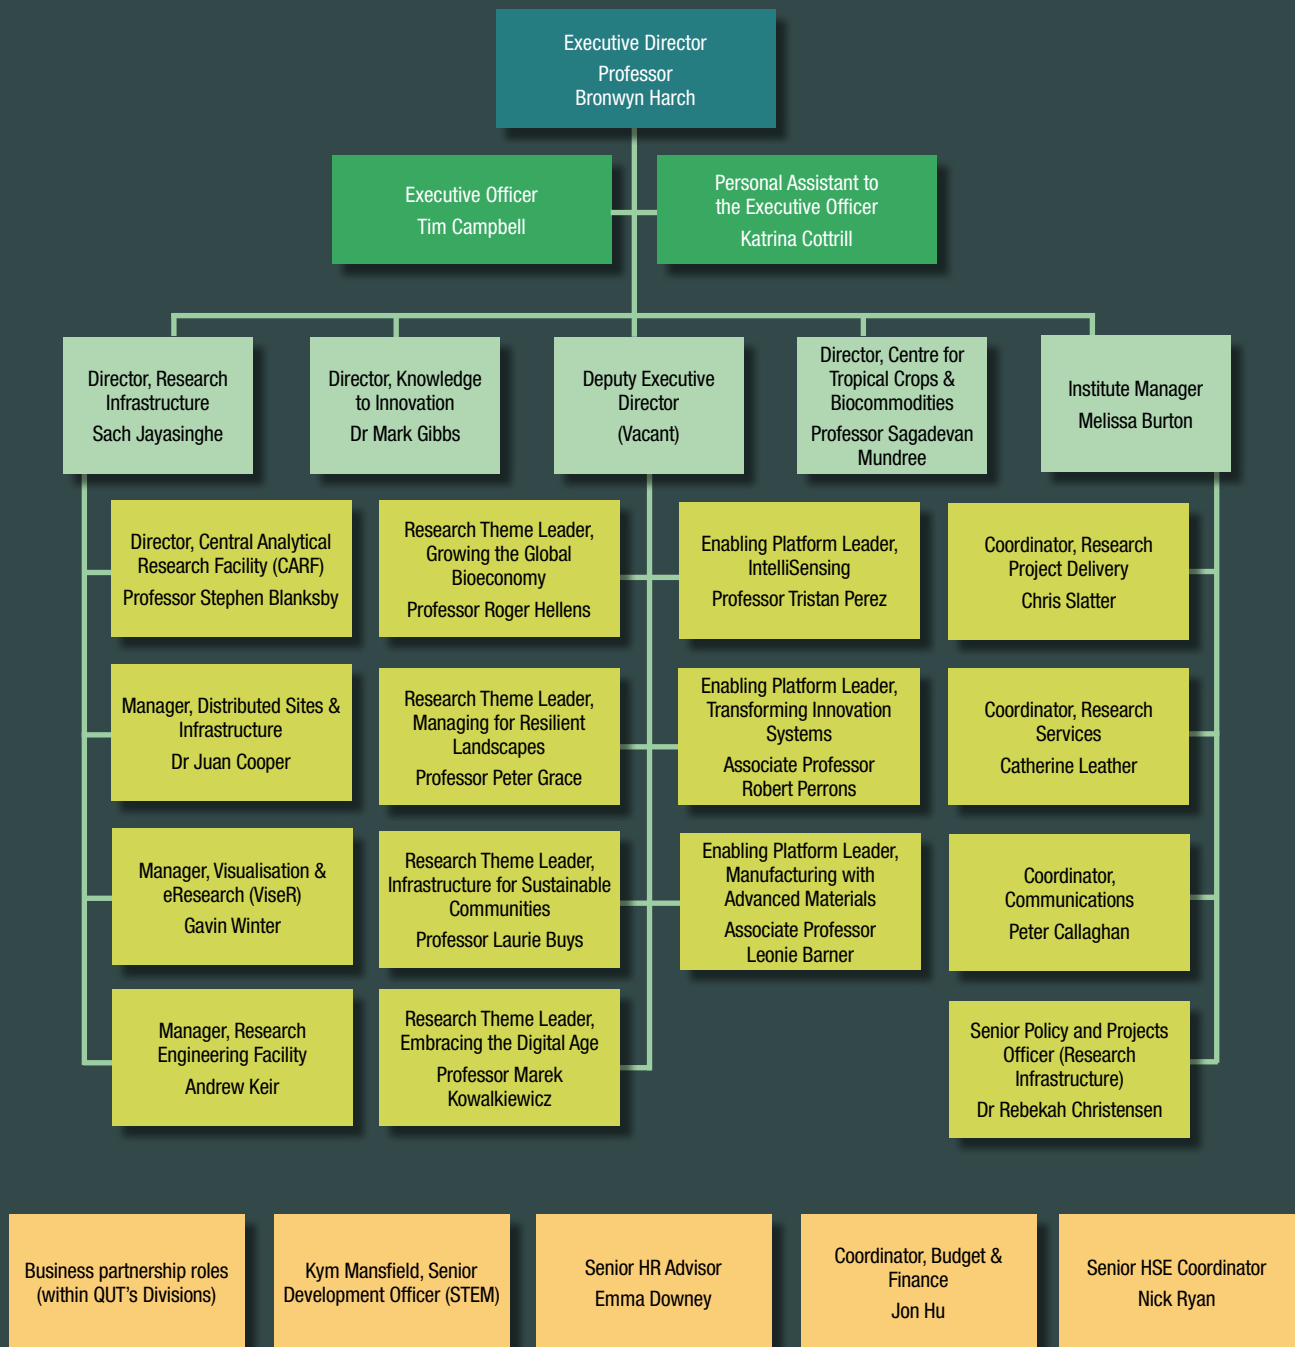 Executive Director
Professor
Bronwyn Harch
Executive Officer
Tim Campbell
Personal Assistant to
the Executive Officer
Katrina Cottrill
Director, Research
Infrastructure
Sach Jayasinghe
Director, Knowledge
to Innovation
Dr Mark Gibbs
Deputy Executive
Director
(Vacant)
Director, Centre for
Tropical Crops &
Biocommodities
Professor Sagadevan
Mundree
Institute Manager
Melissa Burton
Director, Central Analytical
Research Facility (CARF)
Professor Stephen Blanksby
Research Theme Leader,
Growing the Global
Bioeconomy
Professor Roger Hellens
Enabling Platform Leader,
IntelliSensing
Professor Tristan Perez
Coordinator, Research
Project Delivery
Chris Slatter
Manager, Distributed Sites &
Infrastructure
Dr Juan Cooper
Research Theme Leader,
Managing for Resilient
Landscapes
Professor Peter Grace
Enabling Platform Leader,
Transforming Innovation
Systems
Associate Professor
Robert Perrons
Coordinator, Research
Services
Catherine Leather
Manager, Visualisation &
eResearch (ViseR)
Gavin Winter
Research Theme Leader,
Infrastructure for Sustainable
Communities
Professor Laurie Buys
Enabling Platform Leader,
Manufacturing with
Advanced Materials
Associate Professor
Leonie Barner
Coordinator,
Communications
Peter Callaghan
Manager, Research
Engineering Facility
Andrew Keir
Research Theme Leader,
Embracing the Digital Age
Professor Marek
Kowalkiewicz
Senior Policy and Projects
Officer (Research
Infrastructure)
Dr Rebekah Christensen
Business partnership roles
(within QUT's Divisions)
Kym Mansfield, Senior
Development Officer (STEM)
Senior HR Advisor
Emma Downey
Coordinator, Budget &
Finance
Jon Hu
Senior HSE Coordinator
Nick Ryan